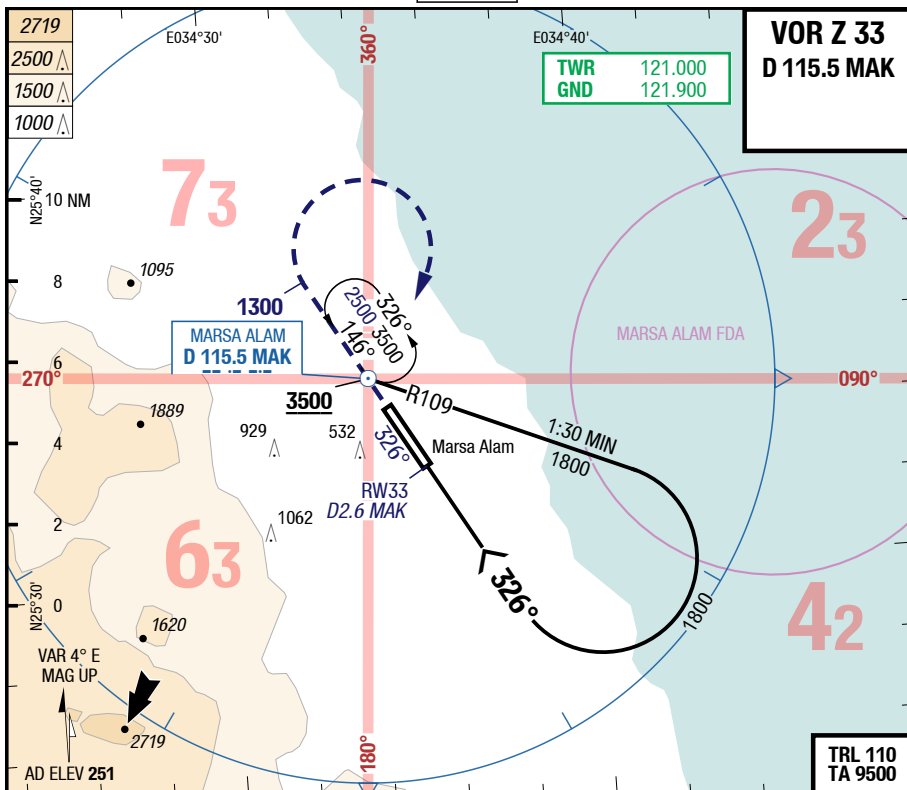 2719
2500
1500
1000
E034°30'
360°
E034°40'
TWR 121.000
GND 121.900
VOR Z 33
D 115.5 MAK
N25°40'
10 NM
73
23
1095
8
1300
326°
2500 3500
146°
MARSA ALAM
D 115.5 MAK
MARSA ALAM FDA
6
270°
090°
3500
R109
1889
4
929
532
326°
Marsa Alam
1:30 MIN
1800
RW33
D2.6 MAK
1062
2
63
326°
N25°30'
0
1620
1800
42
VAR 4° E
MAG UP
2719
180°
AD ELEV 251
TRL 110
TA 9500